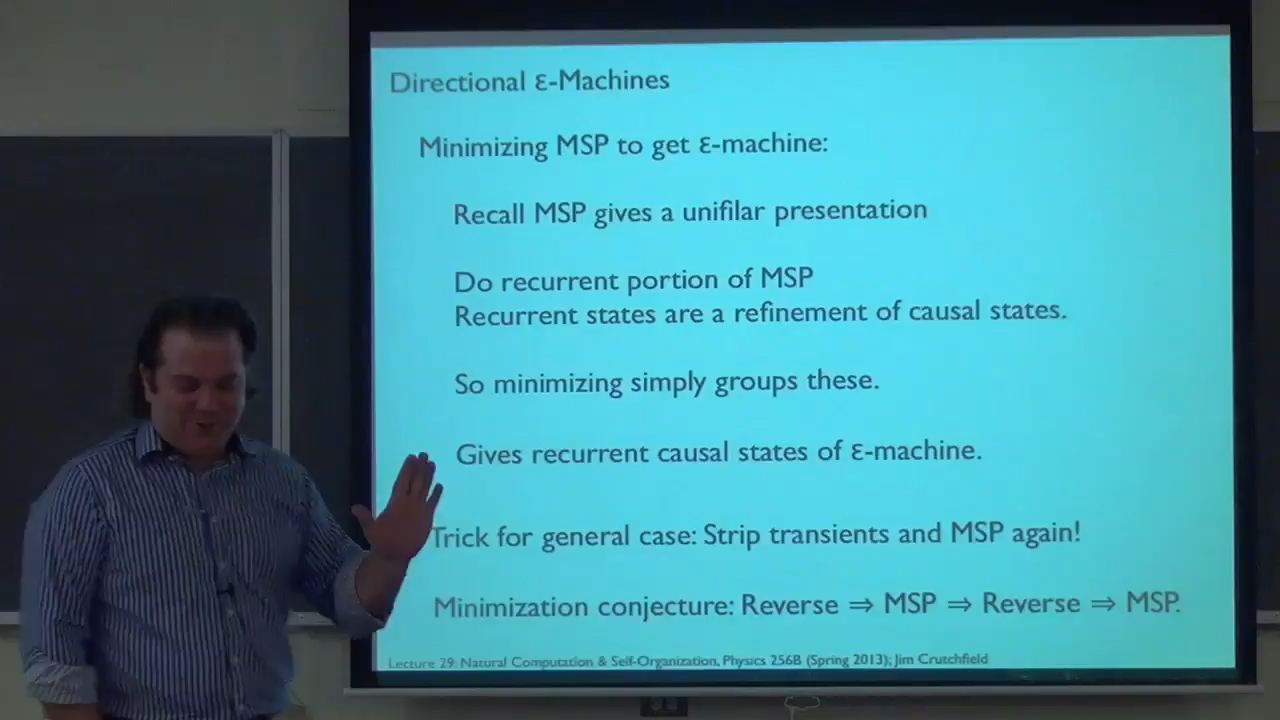 Directional ε-Machines
Minimizing MSP to get ε-machine:
Recall MSP gives a unifilar presentation
Do recurrent portion of MSP
Recurrent states are a refinement of causal states.
So minimizing simply groups these.
Gives recurrent causal states of ε-machine.
Trick for general case: Strip transients and MSP again!
Minimization conjecture: Reverse ⇒ MSP ⇒ Reverse ⇒ MSP.
Lecture 29: Natural Computation & Self-Organization, Physics 256B (Spring 2013); Jim Crutchfield